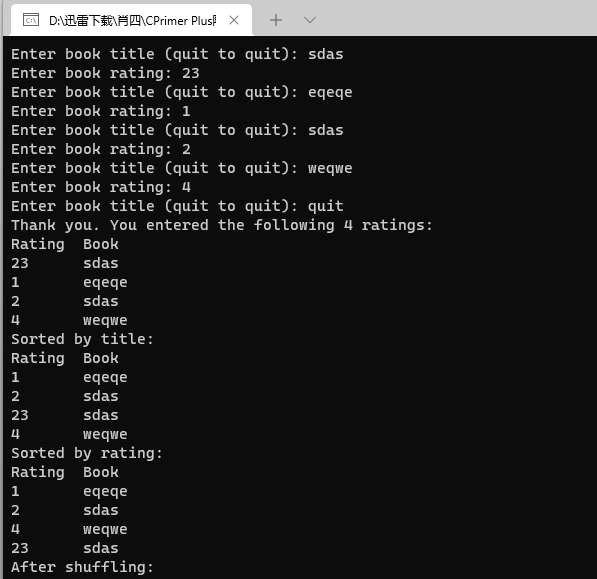 D:\迅雷下载\肖四\CPrimer Plus
Enter book title (quit to quit): sdas
Enter book rating: 23
Enter book title (quit to quit): eqeqe
Enter book rating: 1
Enter book title (quit to quit): sdas
Enter book rating: 2
Enter book title (quit to quit): weqwe
Enter book rating: 4
Enter book title (quit to quit): quit
Thank you. You entered the following 4 ratings:
Rating  Book
23      sdas
1       eqeqe
2       sdas
4       weqwe
Sorted by title:
Rating  Book
1       eqeqe
2       sdas
23      sdas
4       weqwe
Sorted by rating:
Rating  Book
1       eqeqe
2       sdas
4       weqwe
23      sdas
After shuffling: